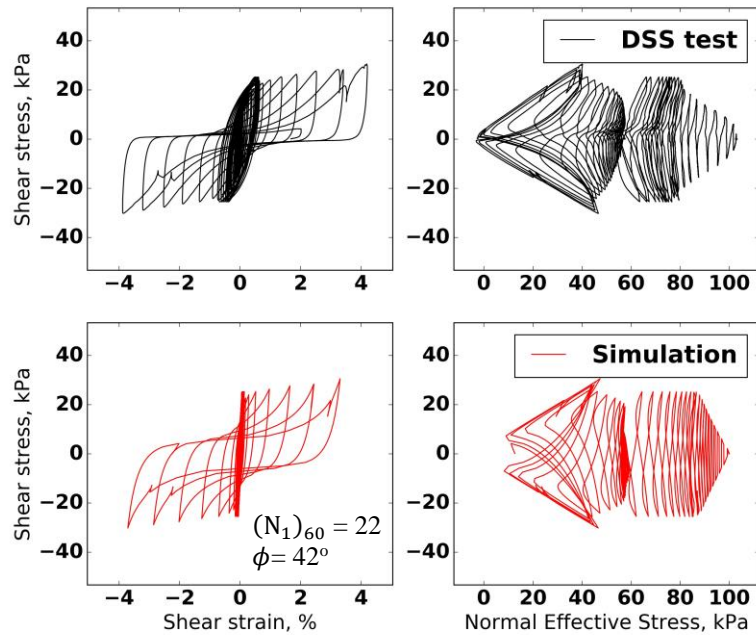 DSS test
Shear stress, kPa
40
20
0
−20
−40
−4 −2 0 2 4
40
20
0
−20
−40
0 20 40 60 80 100
Simulation
Shear stress, kPa
40
20
0
−20
−40
(N₁)₆₀ = 22
ϕ= 42°
−4 −2 0 2 4
Shear strain, %
40
20
0
−20
−40
0 20 40 60 80 100
Normal Effective Stress, kPa